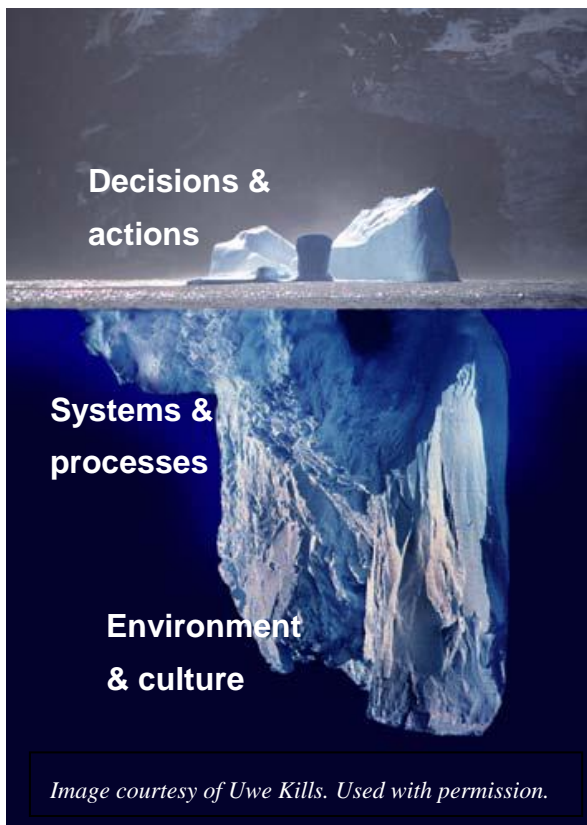 Decisions &
actions
Systems &
processes
Environment
& culture
Image courtesy of Uwe Kills. Used with permission.